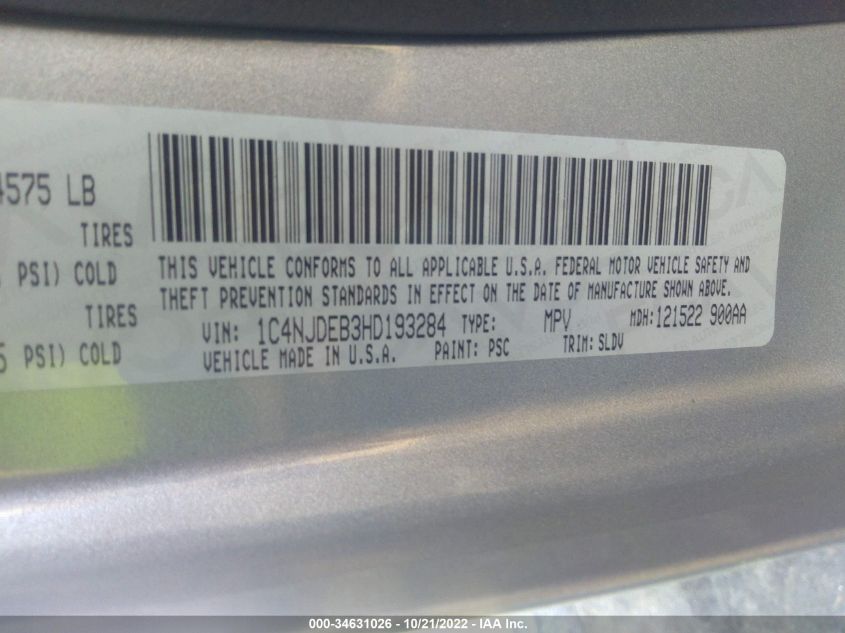 4575 LB
TIRES
PSI) COLD
TIRES
5 PSI) COLD
THIS VEHICLE CONFORMS TO ALL APPLICABLE U.S.A. FEDERAL MOTOR VEHICLE SAFETY AND
THEFT PREVENTION STANDARDS IN EFFECT ON THE DATE OF MANUFACTURE SHOWN ABOVE.
VIN: 1C4NJDEB3HD193284 TYPE: MPV MDH:121522 900AA
VEHICLE MADE IN U.S.A. PAINT: PSC TRIM: SLDV
000-34631026 - 10/21/2022 - IAA Inc.